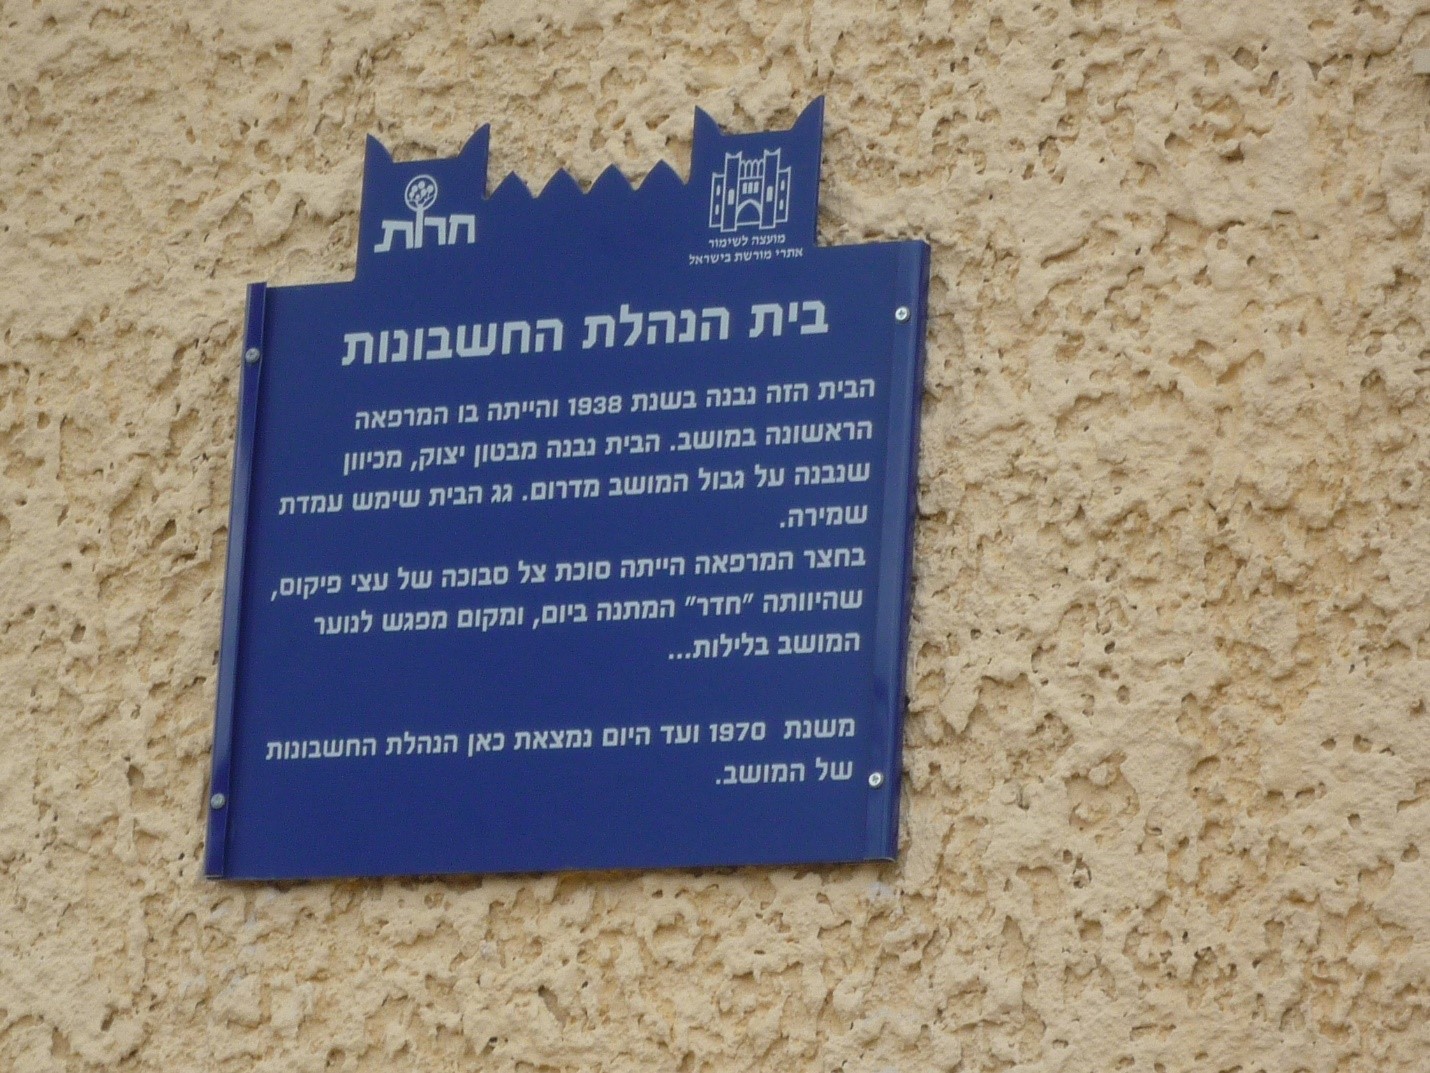 חרות
מועצה לשימור
אתרי מורשת בישראל
בית הנהלת החשבונות
הבית הזה נבנה בשנת 1938 והייתה בו המרפאה
הראשונה במושב. הבית נבנה מבטון יצוק, מכיוון
שנבנה על גבול המושב מדרום. גג הבית שימש עמדת
שמירה.
בחצר המרפאה הייתה סוכת צל סבוכה של עצי פיקוס,
שהיוותה "חדר" המתנה ביום, ומקום מפגש לנוער
המושב בלילות...
משנת 1970 ועד היום נמצאת כאן הנהלת החשבונות
של המושב.